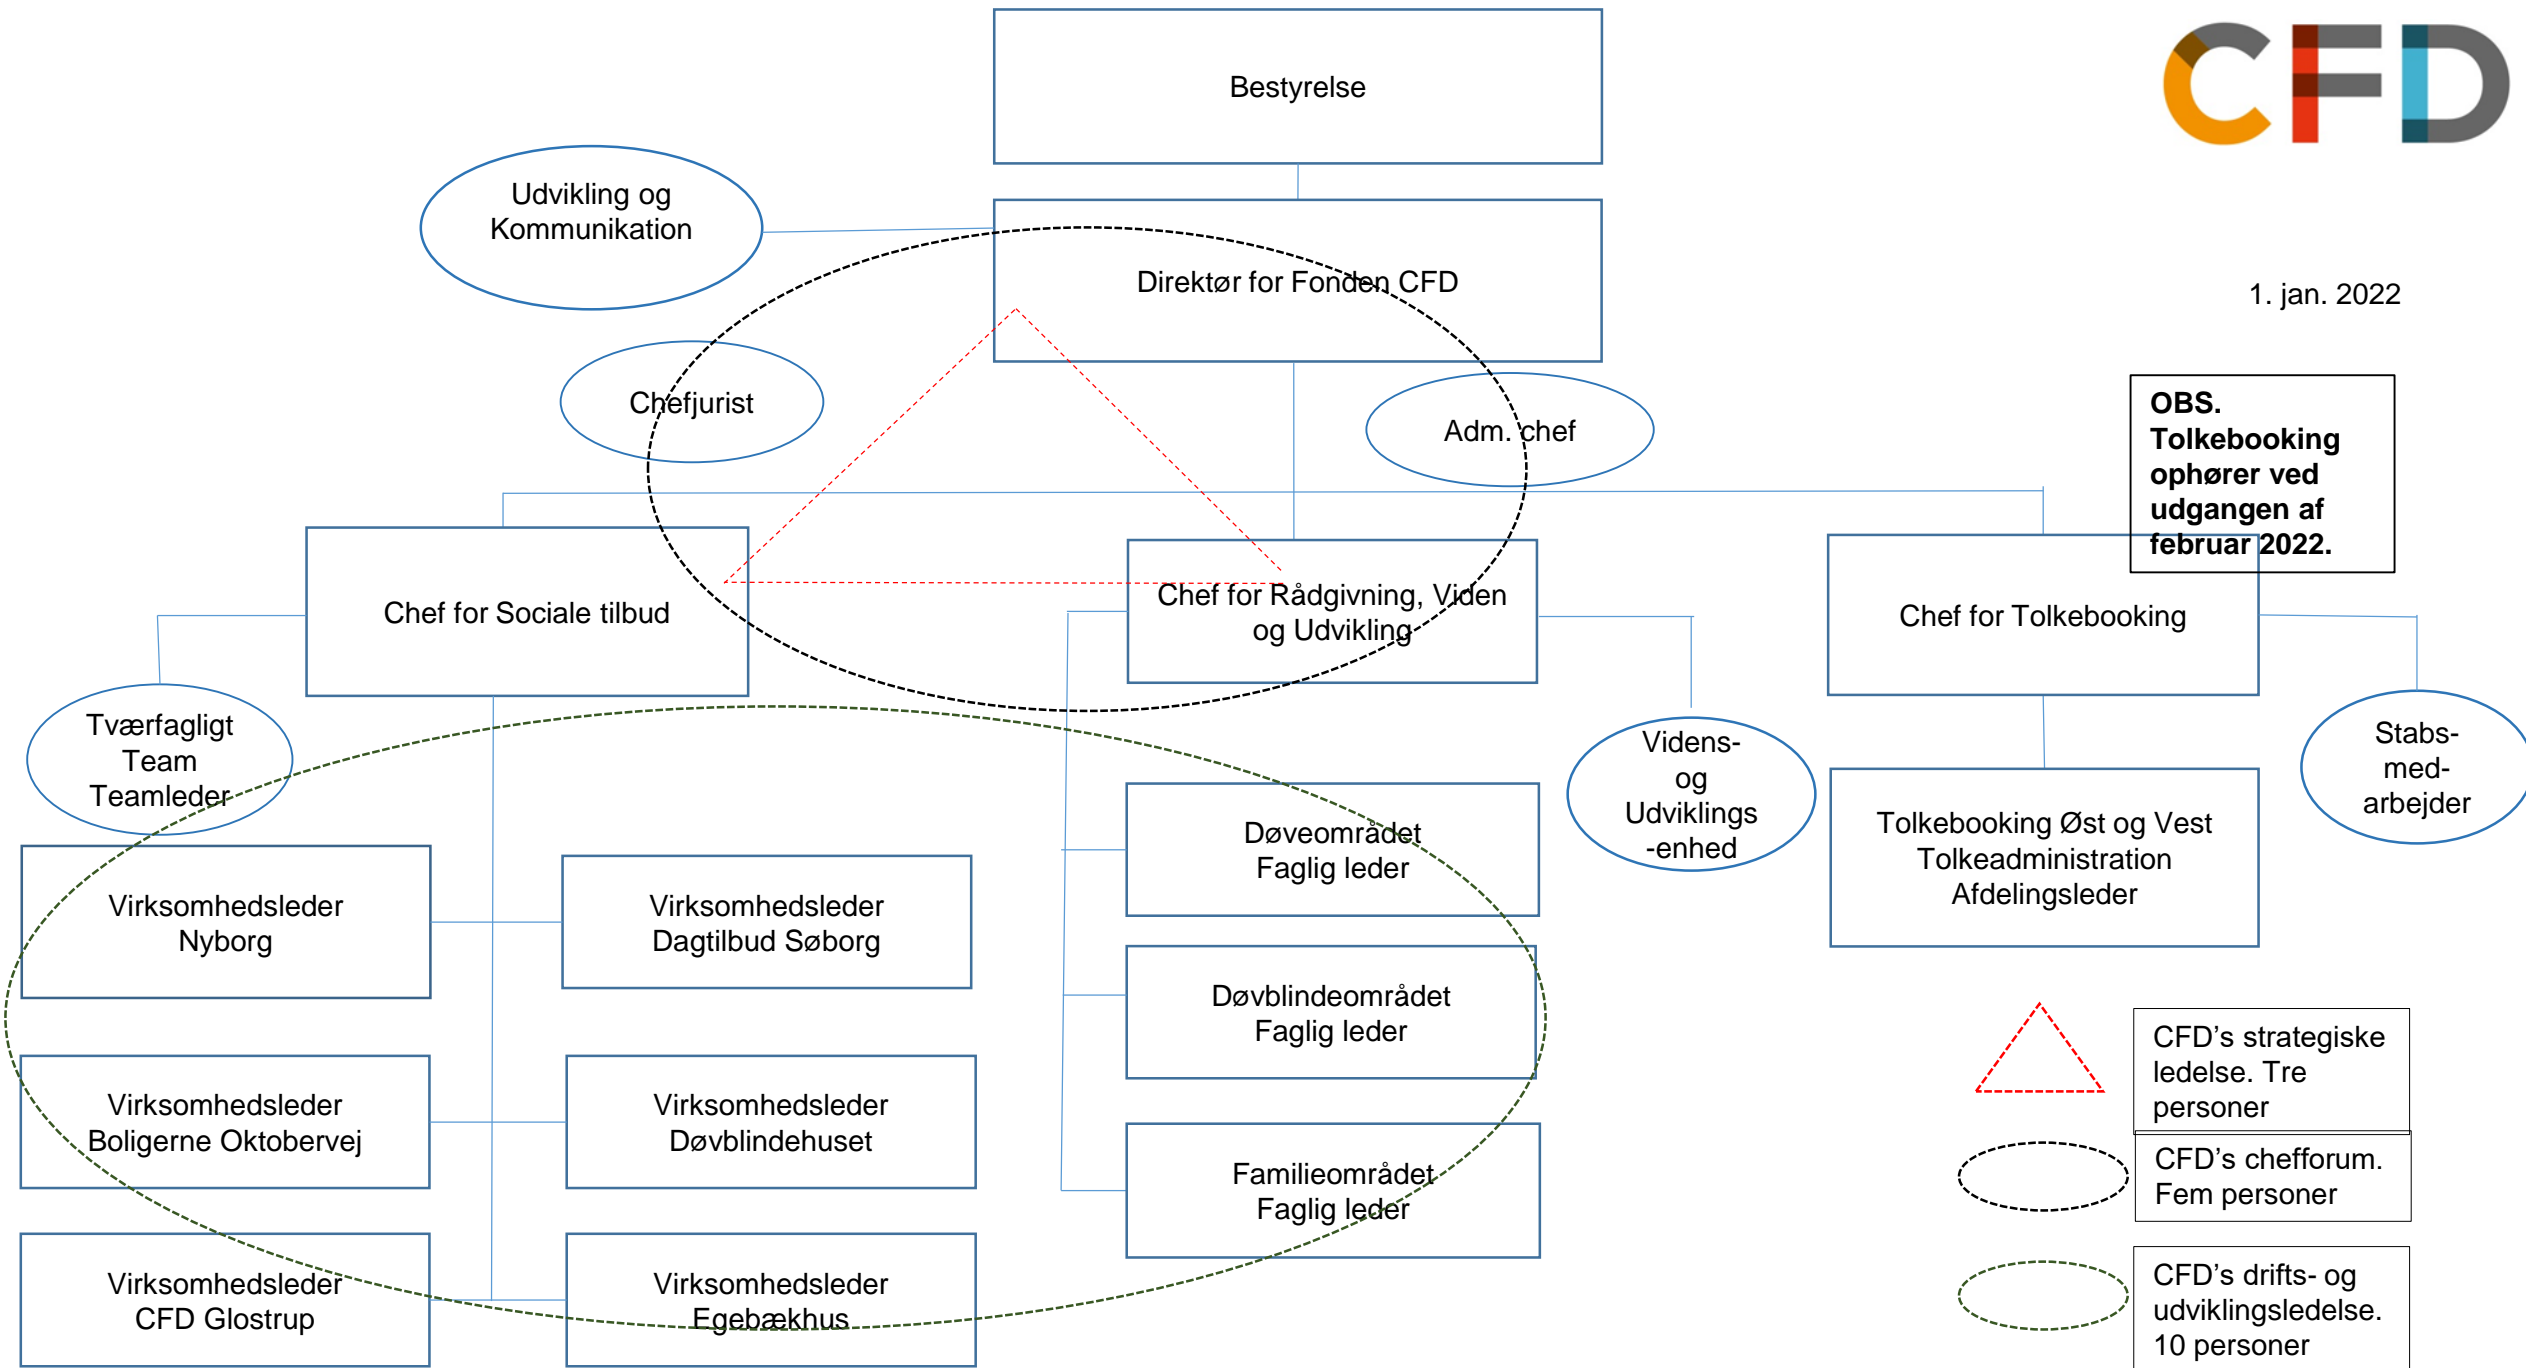 CFD
Bestyrelse
Udvikling og
Kommunikation
Direktør for Fonden CFD
1. jan. 2022
Chefjurist
Adm. chef
OBS.
Tolkebooking
ophører ved
udgangen af
februar 2022.
Chef for Sociale tilbud
Chef for Rådgivning, Viden
og Udvikling
Chef for Tolkebooking
Tværfagligt
Team
Teamleder
Videns-
og
Udviklings
-enhed
Stabs-
med-
arbejder
Døveområdet
Faglig leder
Tolkebooking Øst og Vest
Tolkeadministration
Afdelingsleder
Virksomhedsleder
Nyborg
Virksomhedsleder
Dagtilbud Søborg
Døvblindeområdet
Faglig leder
Virksomhedsleder
Boligerne Oktobervej
Virksomhedsleder
Døvblindehuset
Familieområdet
Faglig leder
Virksomhedsleder
CFD Glostrup
Virksomhedsleder
Egebækhus
CFD’s strategiske
ledelse. Tre
personer
CFD’s chefforum.
Fem personer
CFD’s drifts- og
udviklingsledelse.
10 personer